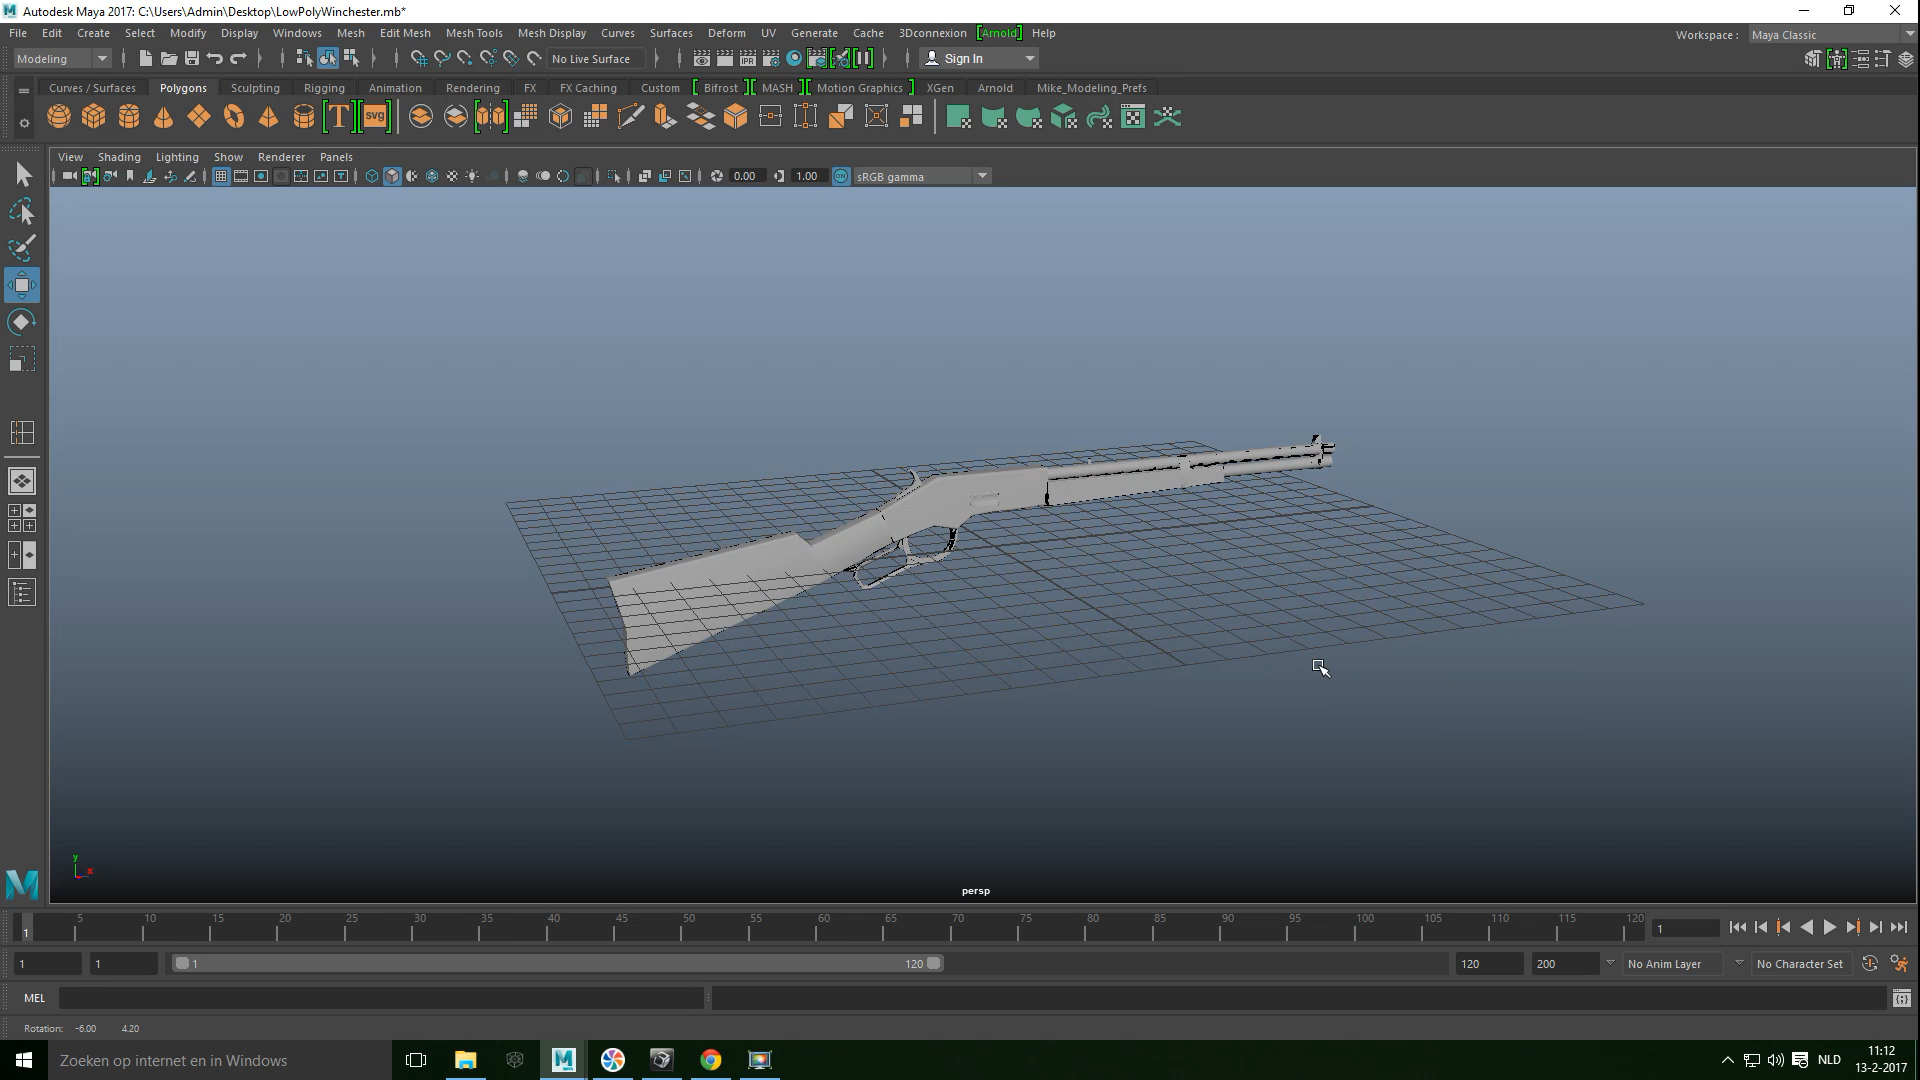 Autodesk Maya 2017: C:\Users\Admin\Desktop\LowPolyWinchester.mb*
File Edit Create Select Modify Display Windows Mesh Edit Mesh Mesh Tools Mesh Display Curves Surfaces Deform UV Generate Cache 3Dconnexion [Arnold] Help
Workspace : Maya Classic
Modeling No Live Surface Sign In
Curves / Surfaces Polygons Sculpting Rigging Animation Rendering FX FX Caching Custom [ Bifrost ] [ MASH ] [ Motion Graphics ] XGen Arnold Mike_Modeling_Prefs
T SVG
View Shading Lighting Show Renderer Panels
0.00 1.00 ON sRGB gamma
y
x
persp
5 10 15 20 25 30 35 40 45 50 55 60 65 70 75 80 85 90 95 100 105 110 115 120
1 1
1 1 1 120 120 200 No Anim Layer No Character Set
MEL
Rotation: -6.00 4.20
Zoeken op internet en in Windows
NLD
11:12
13-2-2017